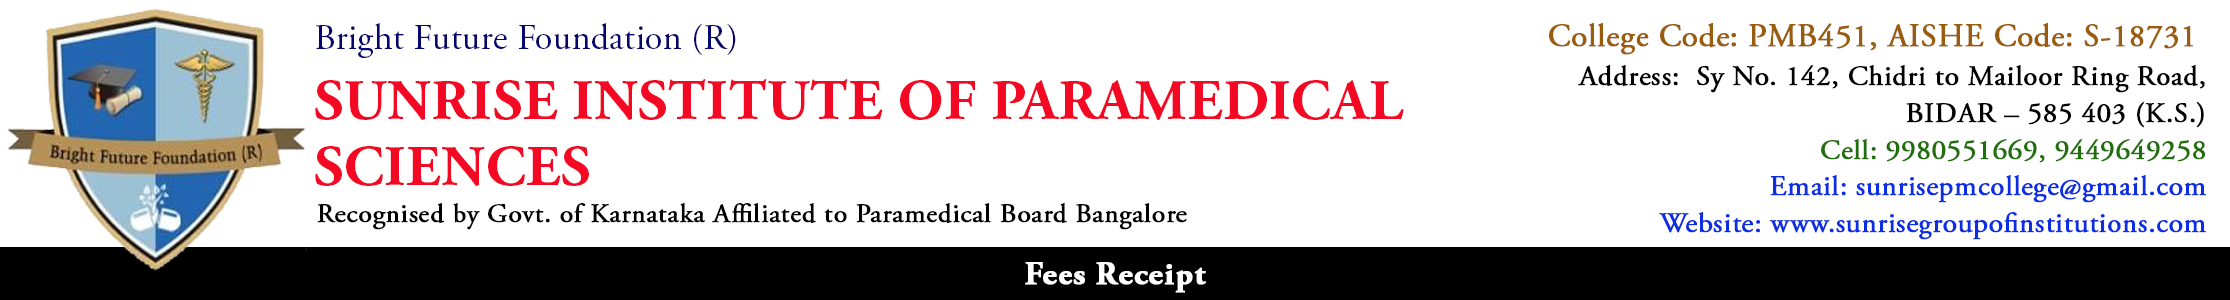 Bright Future Foundation (R)
Bright Future Foundation (R)
SUNRISE INSTITUTE OF PARAMEDICAL
SCIENCES
Recognised by Govt. of Karnataka Affiliated to Paramedical Board Bangalore
College Code: PMB451, AISHE Code: S-18731
Address: Sy No. 142, Chidri to Mailoor Ring Road,
BIDAR – 585 403 (K.S.)
Cell: 9980551669, 9449649258
Email: sunrisepmcollege@gmail.com
Website: www.sunrisegroupofinstitutions.com
Fees Receipt